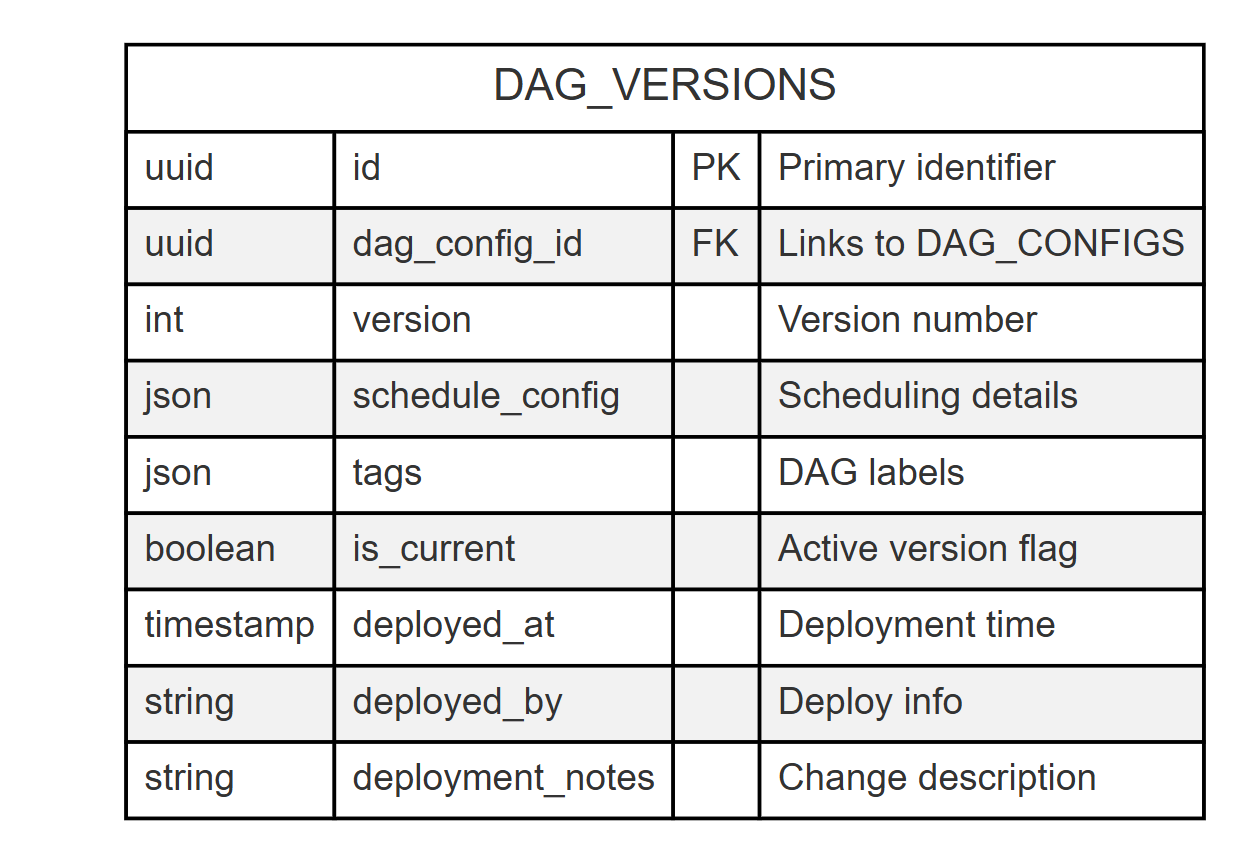 DAG_VERSIONS
uuid id PK Primary identifier
uuid dag_config_id FK Links to DAG_CONFIGS
int version Version number
json schedule_config Scheduling details
json tags DAG labels
boolean is_current Active version flag
timestamp deployed_at Deployment time
string deployed_by Deploy info
string deployment_notes Change description